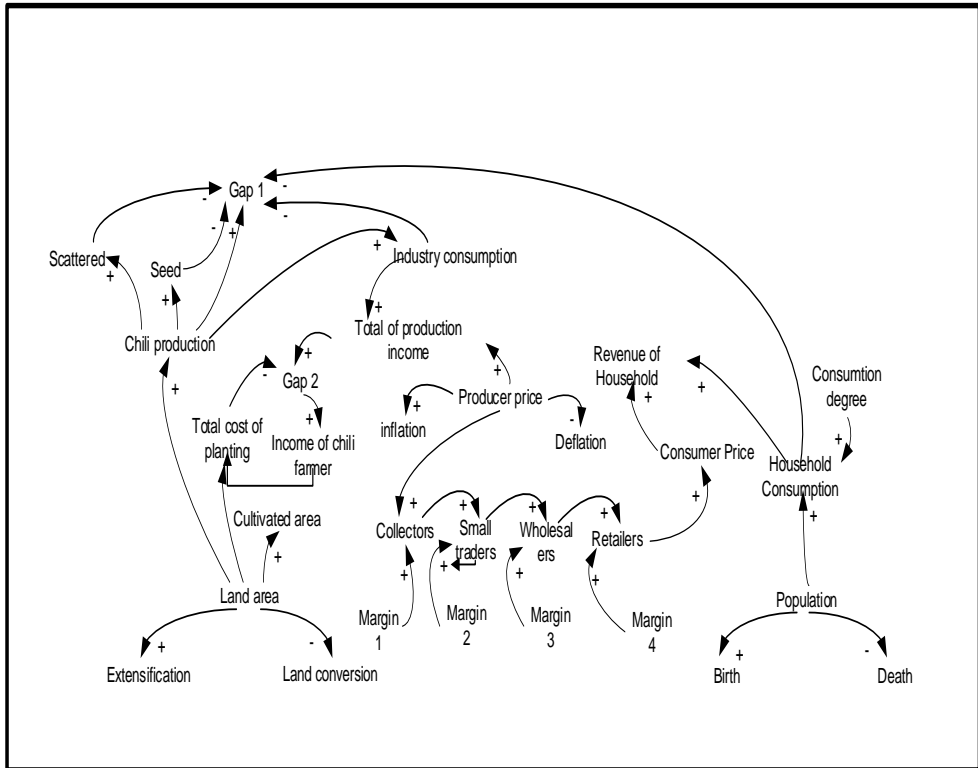 Gap 1
-
-
-
-
+
Scattered
+
Seed
+
+
Industry consumption
+
Chili production
+
Total of production
income
+
+
-
Gap 2
+
Revenue of
Household
+
+
Consumtion
degree
+
Producer price
+
inflation
-
Deflation
Total cost of
planting
Income of chili
farmer
Consumer Price
+
Household
Consumption
+
Cultivated area
+
Collectors
+
+
Small
traders
+
+
Wholesal
ers
+
+
Retailers
+
+
Land area
Margin
1
Margin
2
Margin
3
Margin
4
Population
+
-
Extensification
Land conversion
+
-
Birth
Death